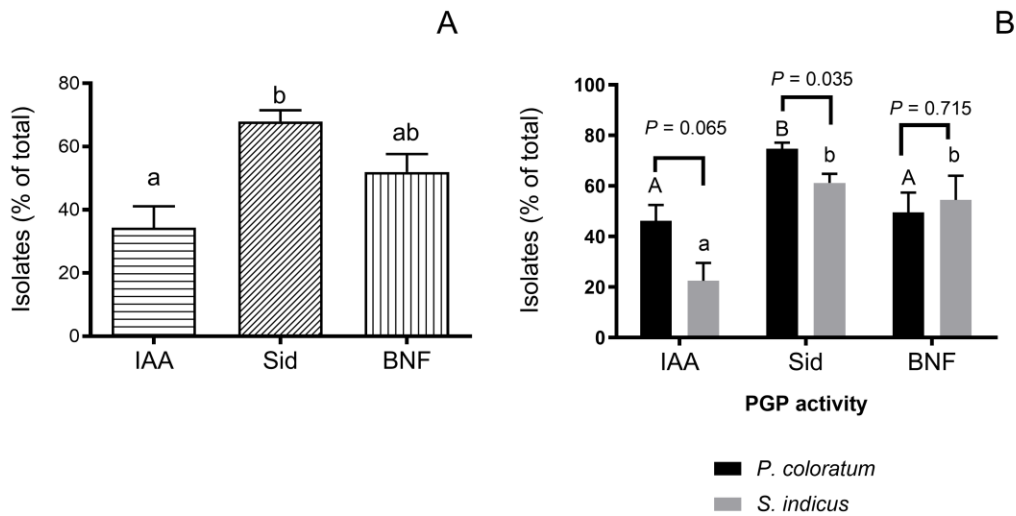 A
Isolates (% of total)
80
60
40
20
0
a
b
ab
IAA Sid BNF
B
Isolates (% of total)
100
80
60
40
20
0
P = 0.065
P = 0.035
P = 0.715
A
a
B
b
A
b
IAA Sid BNF
PGP activity
P. coloratum
S. indicus